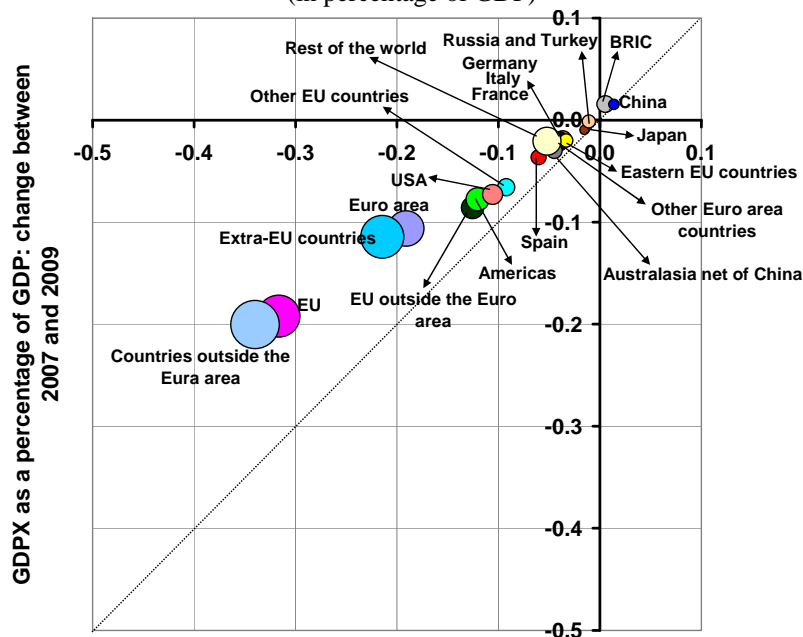 (in percentage of GDP)
0.1
Russia and Turkey
BRIC
Rest of the world
Germany
Italy
France
Other EU countries
China
0.0
-0.5
-0.4
-0.3
-0.2
-0.1
0.0
0.1
Japan
USA
Eastern EU countries
Euro area
Other Euro area
countries
-0.1
Extra-EU countries
Spain
Americas
Australasia net of China
EU outside the Euro
area
EU
-0.2
Countries outside the
Eura area
-0.3
-0.4
-0.5
GDPX as a percentage of GDP: change between
2007 and 2009